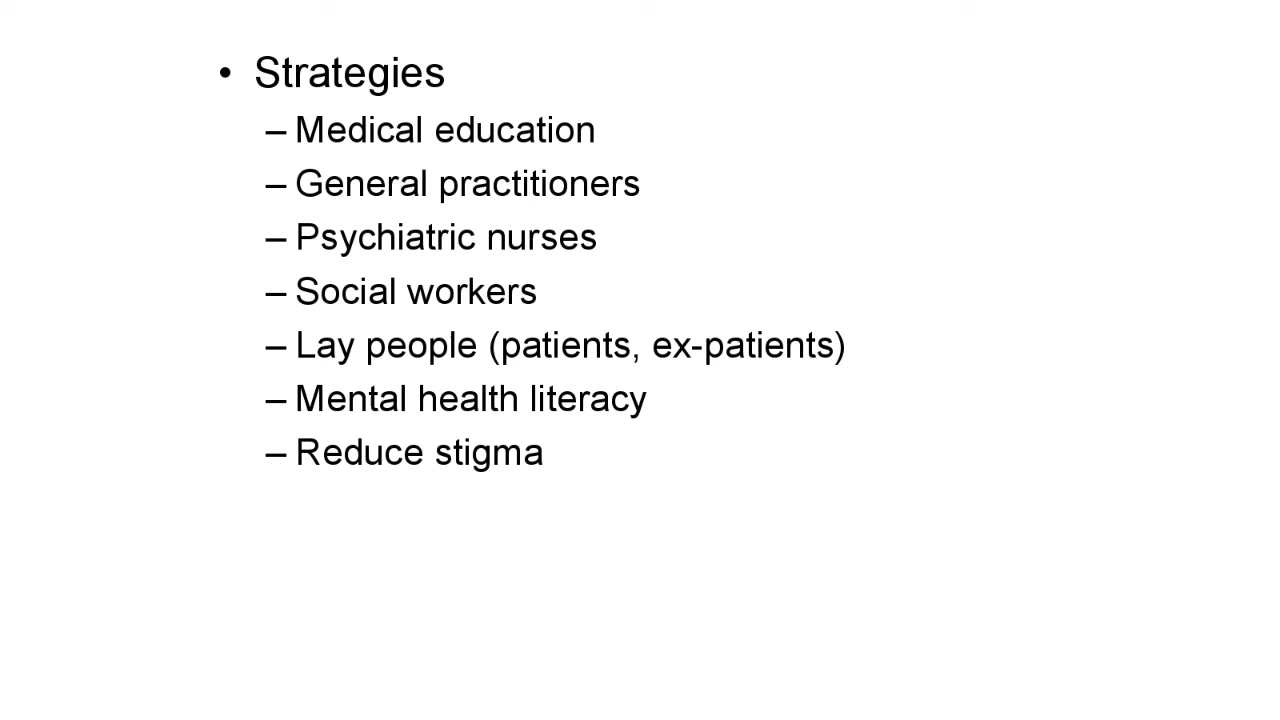 • Strategies
– Medical education
– General practitioners
– Psychiatric nurses
– Social workers
– Lay people (patients, ex-patients)
– Mental health literacy
– Reduce stigma